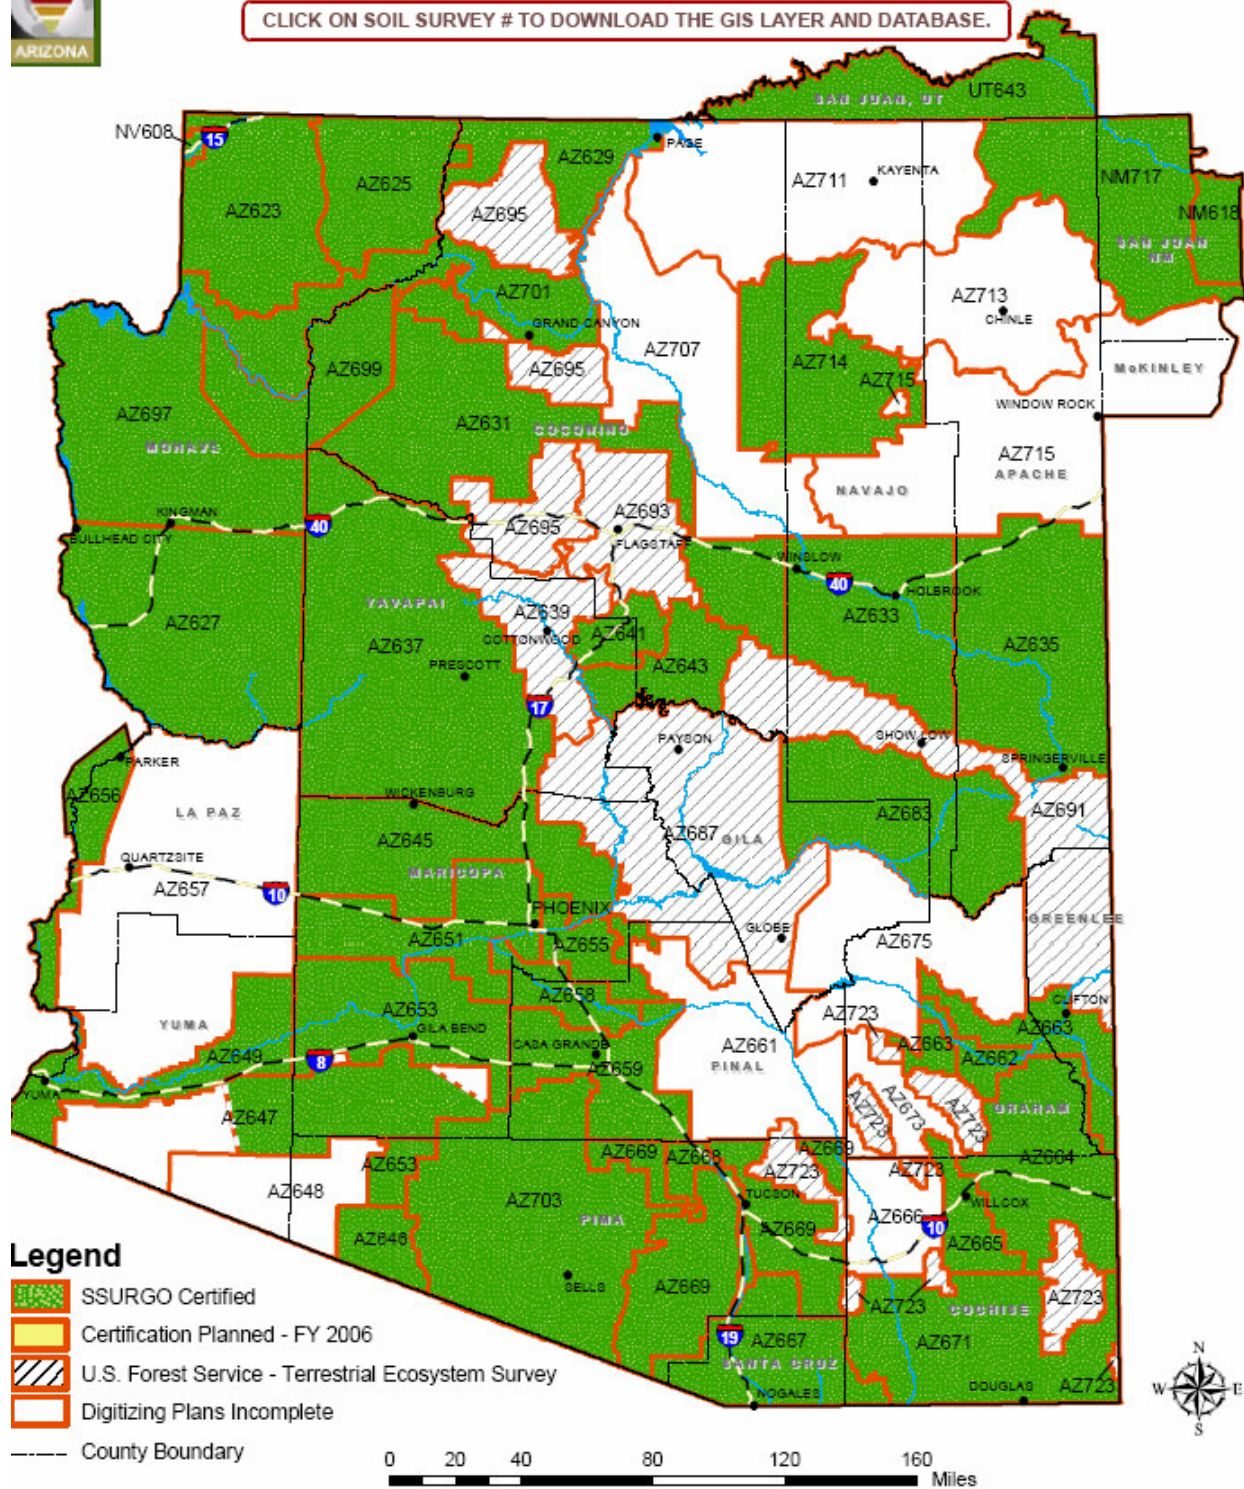 CLICK ON SOIL SURVEY # TO DOWNLOAD THE GIS LAYER AND DATABASE.
ARIZONA
UT643
SAN JUAN, UT
NV608
15
PAGE
AZ629
AZ625
AZ711
KAYENTA
NM717
AZ623
AZ695
NM618
SAN JUAN
NM
AZ701
AZ713
CHINLE
GRAND CANYON
AZ707
AZ699
AZ695
AZ714
AZ715
McKINLEY
WINDOW ROCK
AZ697
AZ631
COCONINO
MOHAVE
AZ715
APACHE
NAVAJO
KINGMAN
AZ693
40
AZ695
BULLHEAD CITY
FLAGSTAFF
WINSLOW
40
HOLBROOK
YAVAPAI
AZ639
AZ633
AZ627
COTTONWOOD
AZ641
AZ637
AZ635
PRESCOTT
AZ643
17
PAYSON
SHOW LOW
PARKER
SPRINGERVILLE
AZ656
WICKENBURG
LA PAZ
AZ683
AZ691
AZ645
AZ687
GILA
QUARTZSITE
MARICOPA
AZ657
10
PHOENIX
GREENLEE
GLOBE
AZ651
AZ655
AZ675
AZ658
CLIFTON
AZ653
AZ723
YUMA
GILA BEND
AZ663
AZ663
CASA GRANDE
AZ661
AZ649
8
AZ659
AZ662
PINAL
YUMA
AZ723
AZ673
AZ723
GRAHAM
AZ647
AZ669
AZ668
AZ669
AZ664
AZ653
AZ723
AZ723
AZ648
AZ703
TUCSON
WILLCOX
PIMA
AZ666
10
AZ669
AZ648
AZ665
SELLS
AZ669
AZ723
AZ723
COCHISE
19
AZ667
AZ671
SANTA CRUZ
NOGALES
DOUGLAS
AZ723
Legend
SSURGO Certified
Certification Planned - FY 2006
U.S. Forest Service - Terrestrial Ecosystem Survey
Digitizing Plans Incomplete
County Boundary
N
W
E
S
0 20 40 80 120 160
Miles